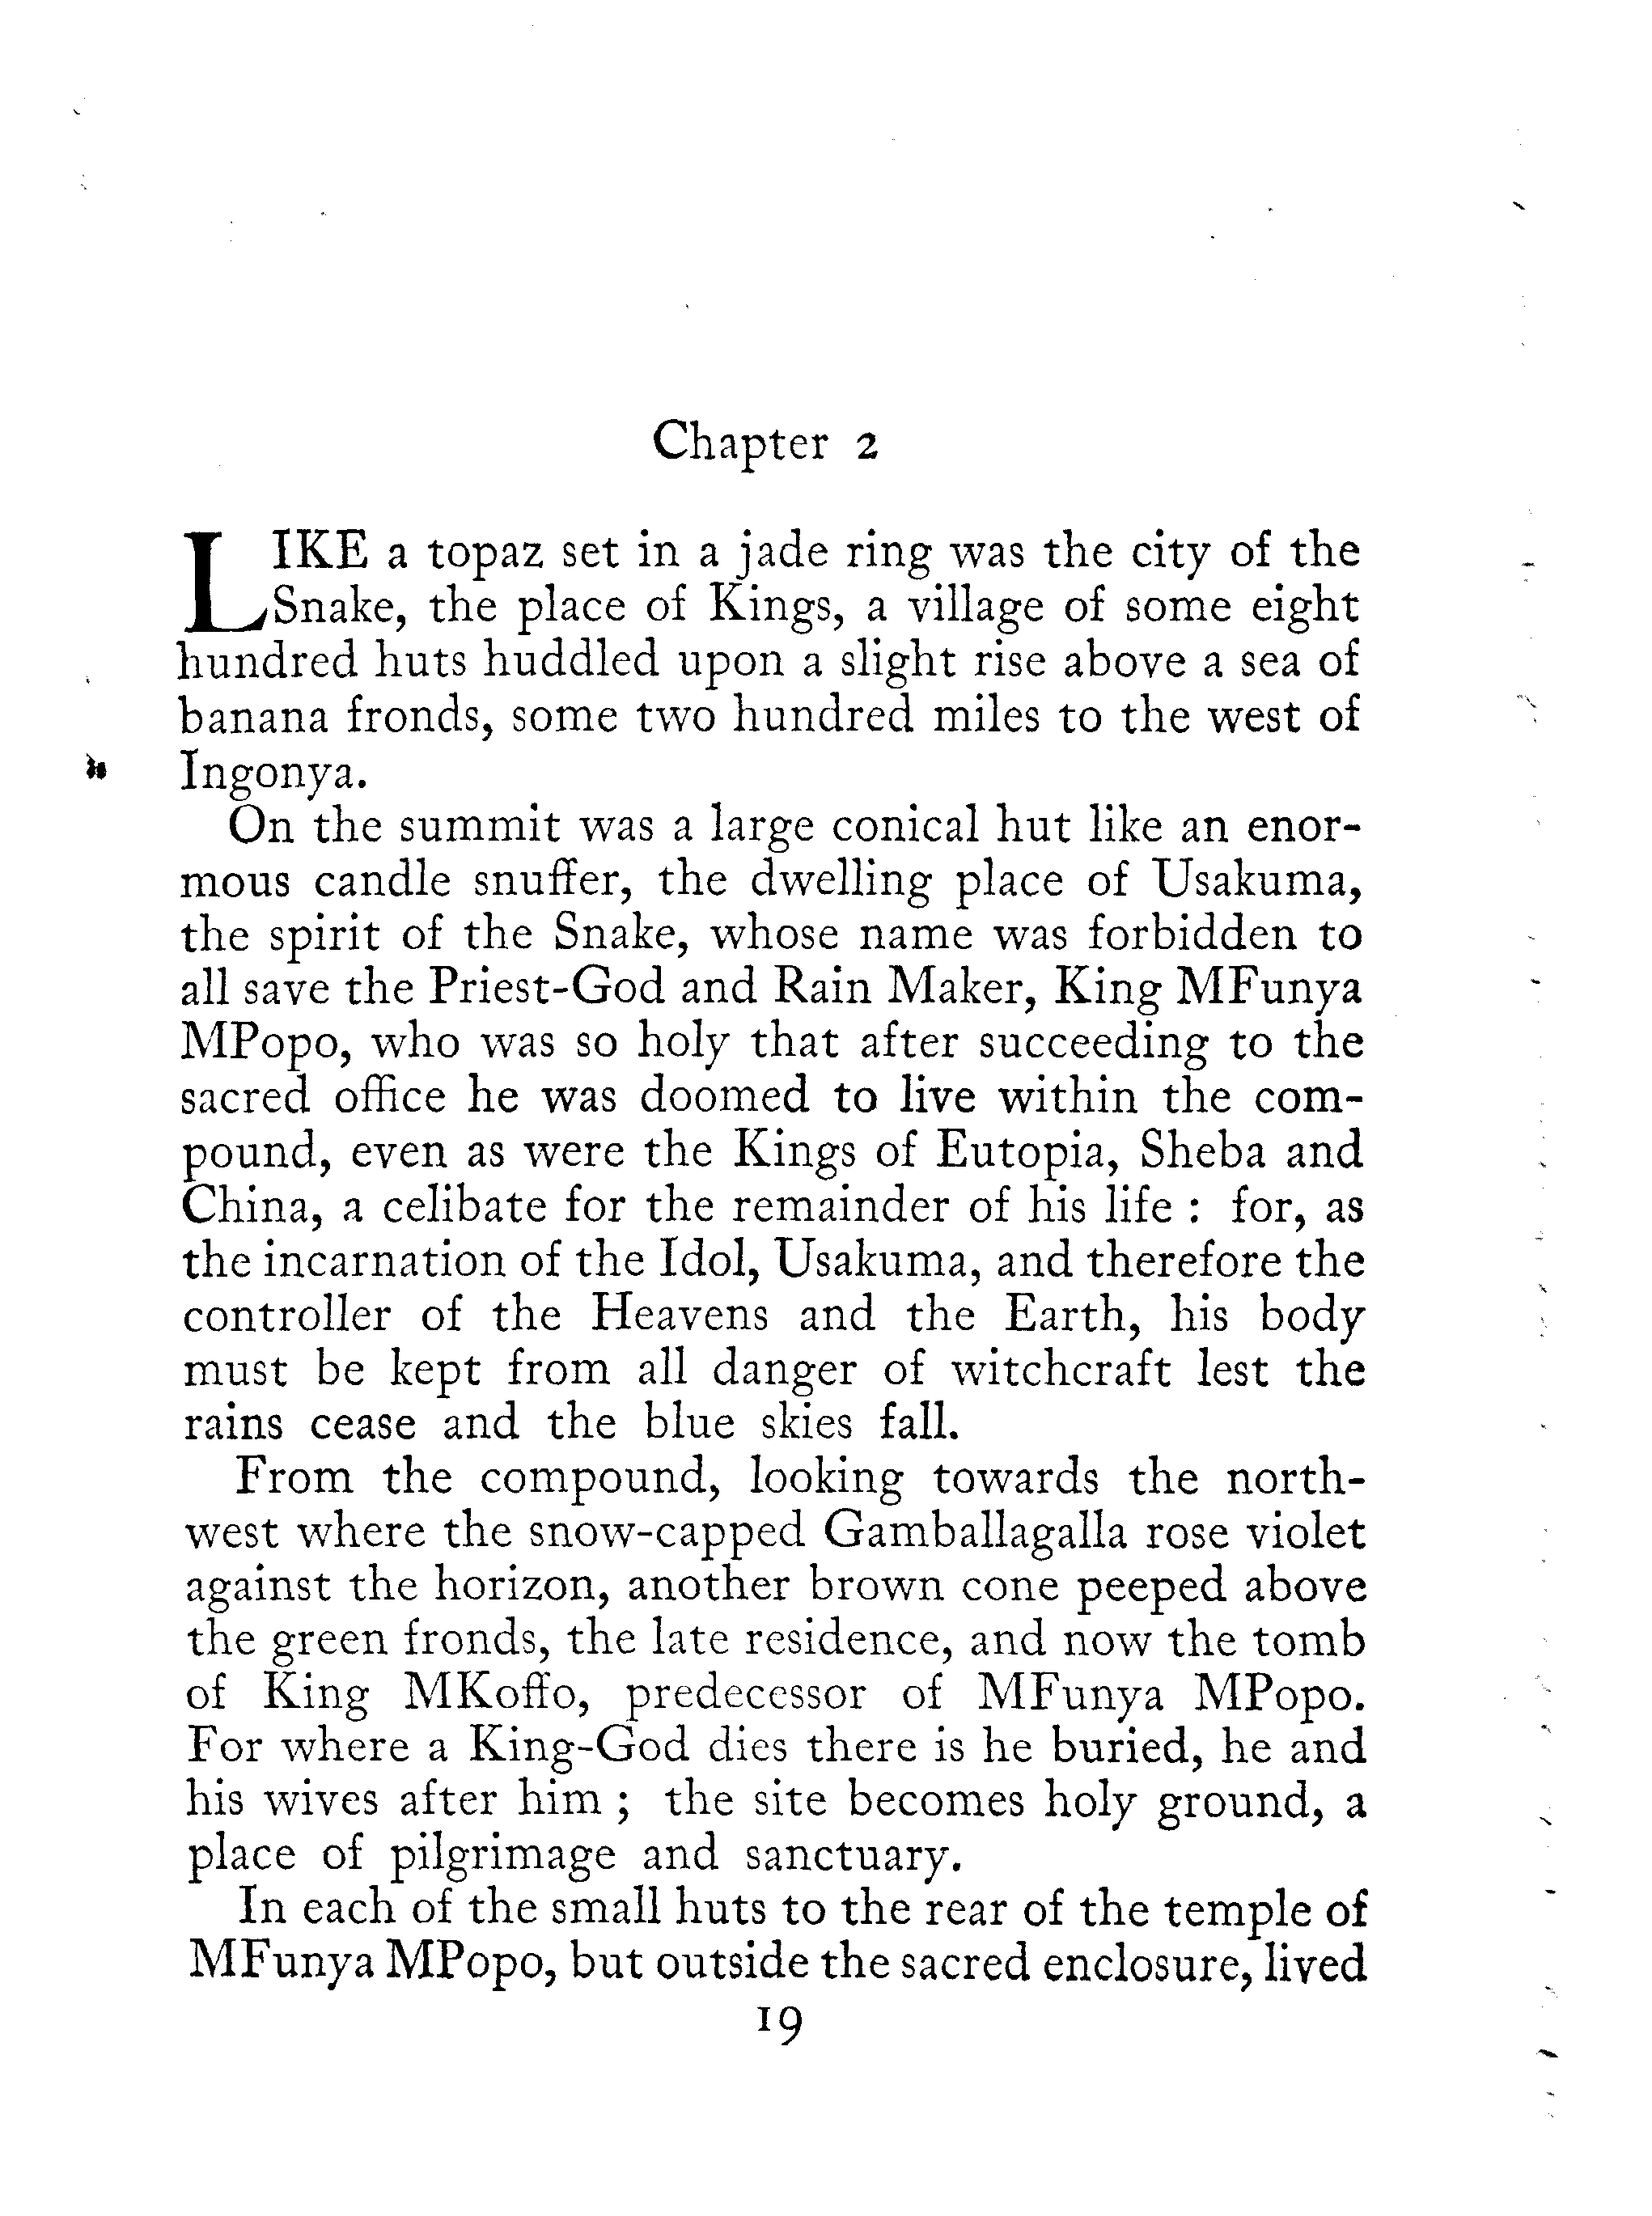 Chapter 2
LIKE a topaz set in a jade ring was the city of the
Snake, the place of Kings, a village of some eight
hundred huts huddled upon a slight rise above a sea of
banana fronds, some two hundred miles to the west of
Ingonya.
On the summit was a large conical hut like an enor-
mous candle snuffer, the dwelling place of Usakuma,
the spirit of the Snake, whose name was forbidden to
all save the Priest-God and Rain Maker, King MFunya
MPopo, who was so holy that after succeeding to the
sacred office he was doomed to live within the com-
pound, even as were the Kings of Eutopia, Sheba and
China, a celibate for the remainder of his life : for, as
the incarnation of the Idol, Usakuma, and therefore the
controller of the Heavens and the Earth, his body
must be kept from all danger of witchcraft lest the
rains cease and the blue skies fall.
From the compound, looking towards the north-
west where the snow-capped Gamballagalla rose violet
against the horizon, another brown cone peeped above
the green fronds, the late residence, and now the tomb
of King MKoffo, predecessor of MFunya MPopo.
For where a King-God dies there is he buried, he and
his wives after him ; the site becomes holy ground, a
place of pilgrimage and sanctuary.
In each of the small huts to the rear of the temple of
MFunya MPopo, but outside the sacred enclosure, lived
19